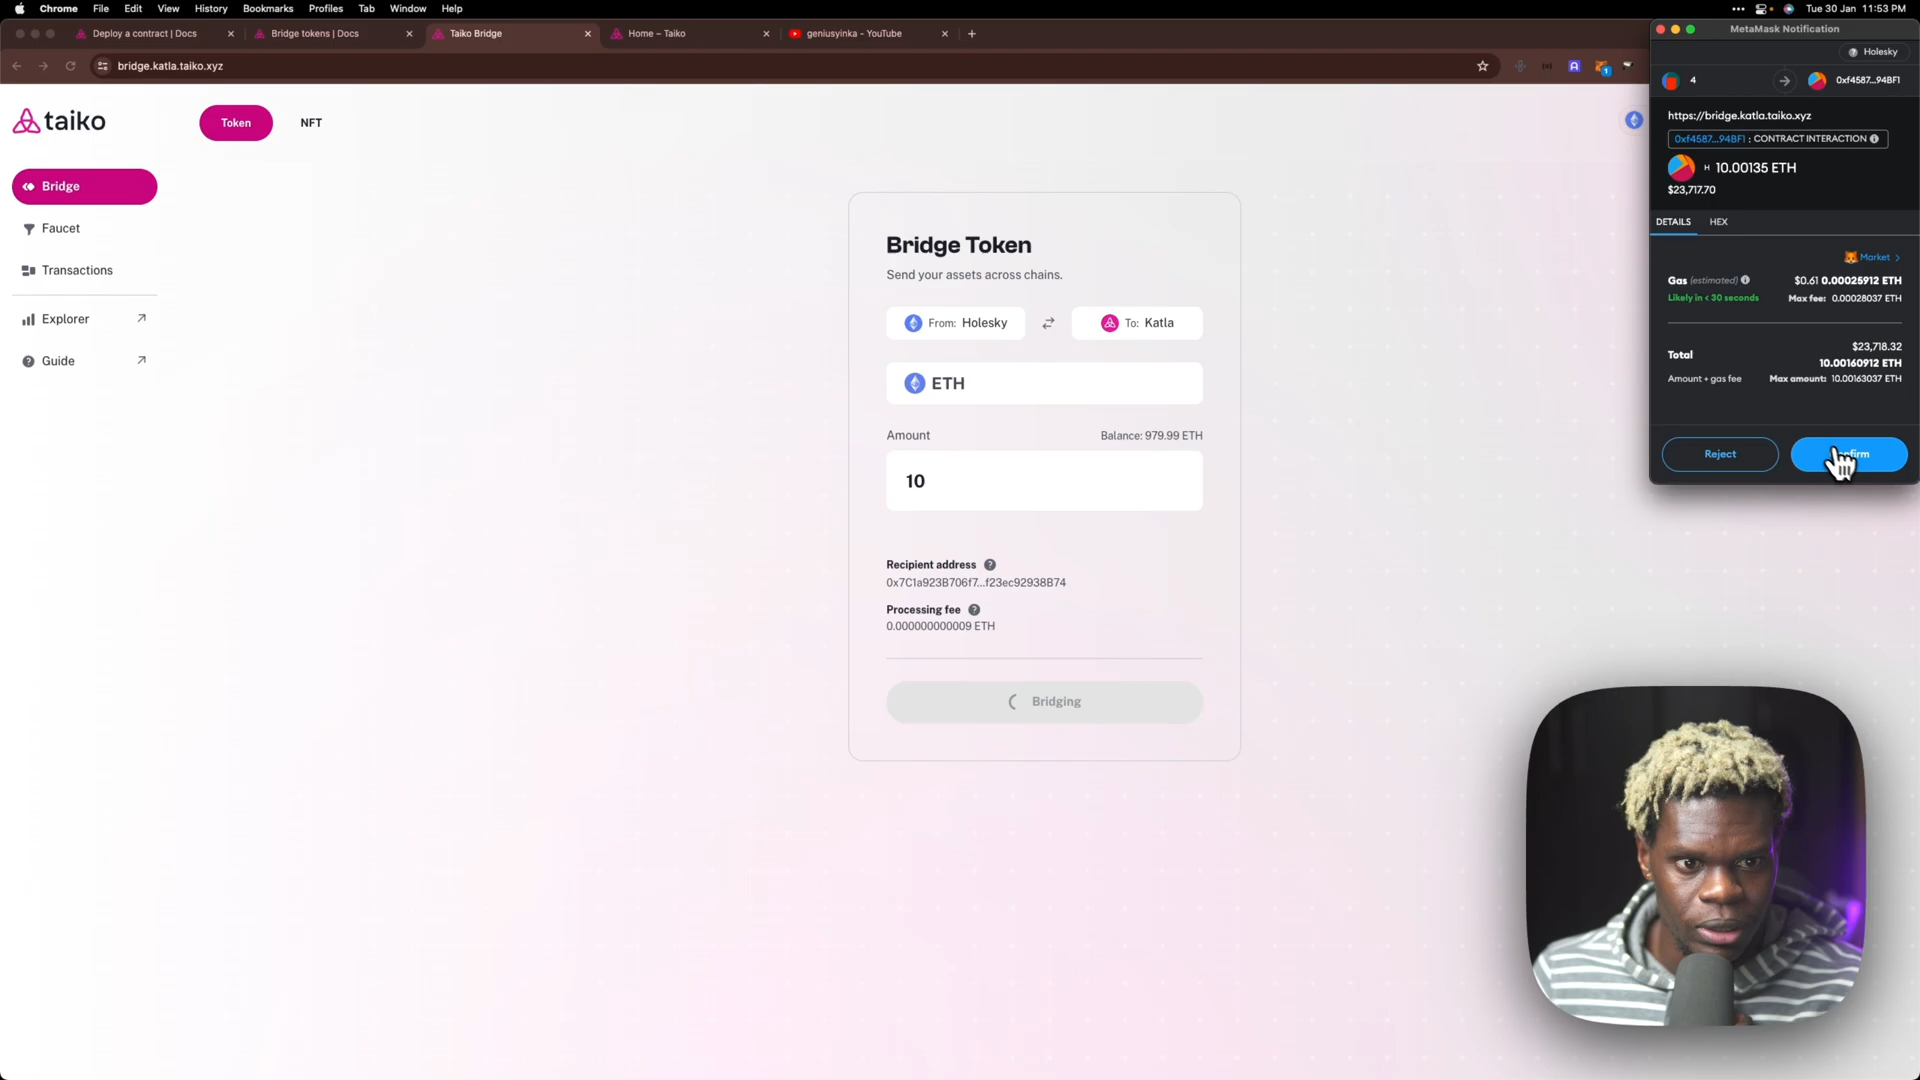 Chrome File Edit View History Bookmarks Profiles Tab Window Help
Tue 30 Jan 11:53 PM
Deploy a contract | Docs
Bridge tokens | Docs
Taiko Bridge
Home – Taiko
geniusyinka - YouTube
bridge.katla.taiko.xyz
1
taiko
Token
NFT
Bridge
Faucet
Transactions
Explorer
Guide
Bridge Token
Send your assets across chains.
From: Holesky
To: Katla
ETH
Amount
Balance: 979.99 ETH
10
Recipient address
0x7C1a923B706f7...f23ec92938B74
Processing fee
0.000000000009 ETH
Bridging
MetaMask Notification
Holesky
4
0xf4587...94BF1
https://bridge.katla.taiko.xyz
0xf4587...94BF1 : CONTRACT INTERACTION
H 10.00135 ETH
$23,717.70
DETAILS
HEX
Market >
Gas (estimated)
$0.61 0.00025912 ETH
Likely in < 30 seconds
Max fee: 0.00028037 ETH
$23,718.32
Total
10.00160912 ETH
Amount + gas fee
Max amount: 10.00163037 ETH
Reject